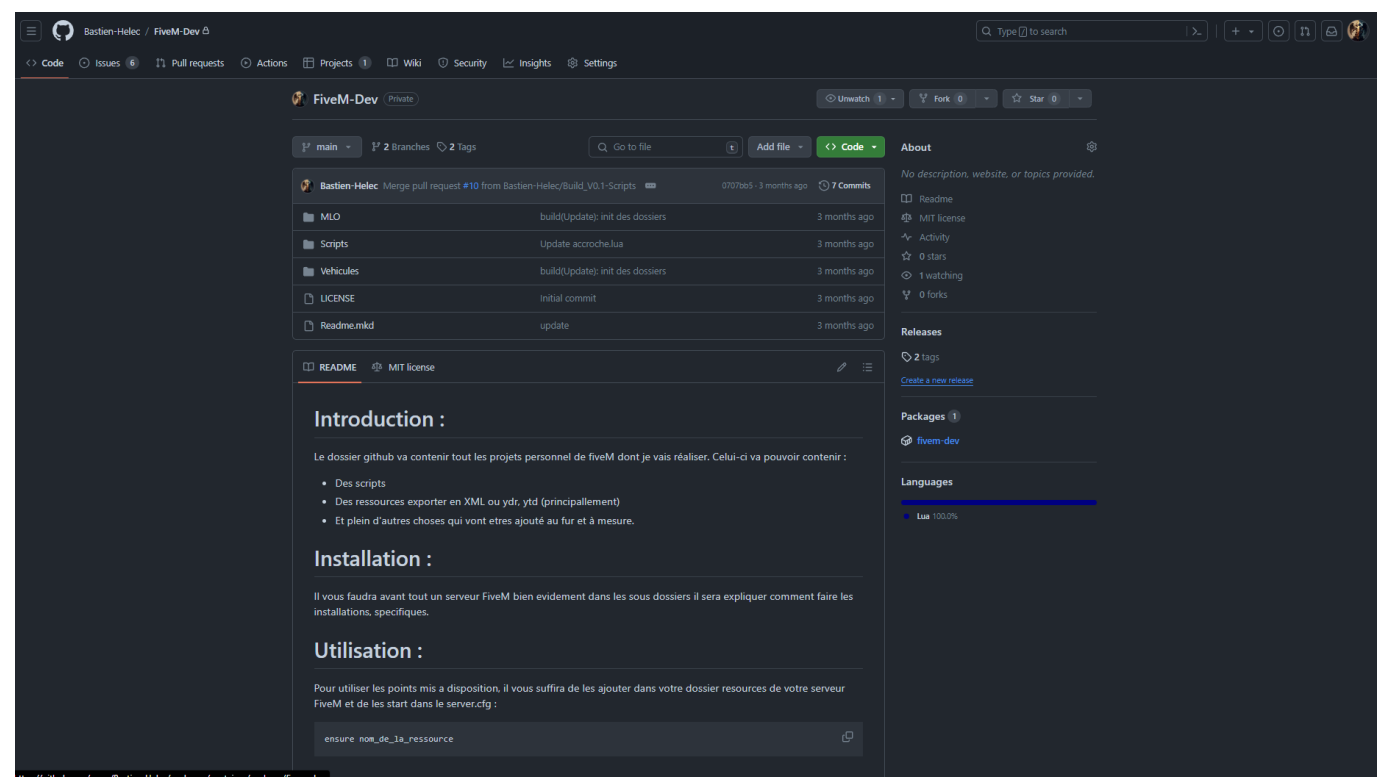 Bastien-Helec / FiveM-Dev
Type / to search
Code Issues 6 Pull requests Actions Projects 1 Wiki Security Insights Settings
FiveM-Dev Private
Unwatch 1 Fork 0 Star 0
main 2 Branches 2 Tags Go to file t Add file Code
Bastien-Helec Merge pull request #10 from Bastien-Helec/Build_V0.1-Scripts 0707bb5 · 3 months ago 7 Commits
MLO build(Update): init des dossiers 3 months ago
Scripts Update accroche.lua 3 months ago
Vehicules build(Update): init des dossiers 3 months ago
LICENSE Initial commit 3 months ago
Readme.mkd update 3 months ago
README MIT license
Introduction :
Le dossier github va contenir tout les projets personnel de fiveM dont je vais réaliser. Celui-ci va pouvoir contenir :
Des scripts
Des ressources exporter en XML ou ydr, ytd (principallement)
Et plein d'autres choses qui vont etres ajouté au fur et à mesure.
Installation :
Il vous faudra avant tout un serveur FiveM bien evidement dans les sous dossiers il sera expliquer comment faire les
installations, specifiques.
Utilisation :
Pour utiliser les points mis a disposition, il vous suffira de les ajouter dans votre dossier resources de votre serveur
FiveM et de les start dans le server.cfg :
ensure nom_de_la_ressource
About
No description, website, or topics provided.
Readme
MIT license
Activity
0 stars
1 watching
0 forks
Releases
2 tags
Create a new release
Packages 1
fivem-dev
Languages
Lua 100.0%